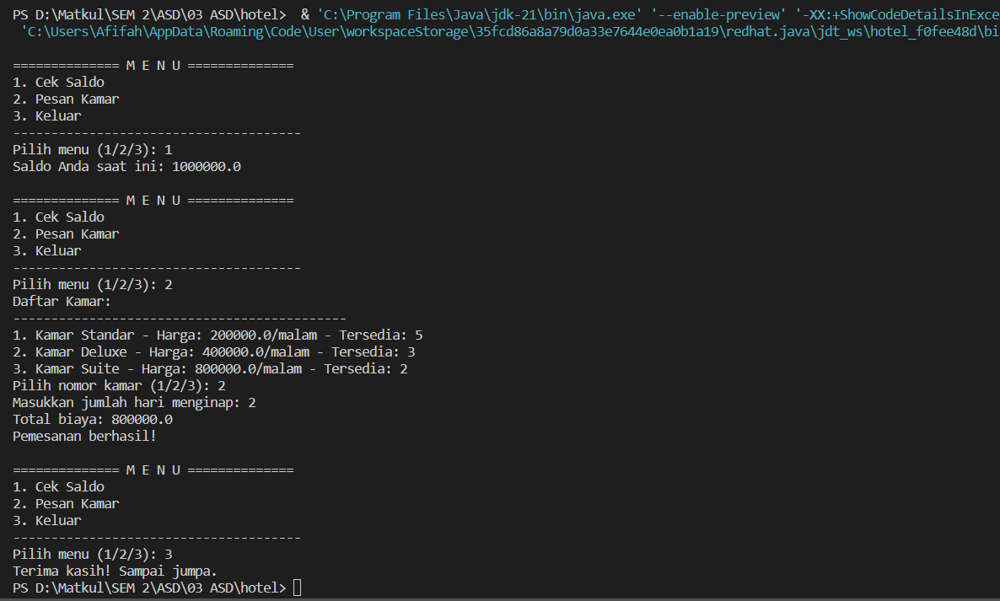 PS D:\Matkul\SEM 2\ASD\03 ASD\hotel>  & 'C:\Program Files\Java\jdk-21\bin\java.exe' '--enable-preview' '-XX:+ShowCodeDetailsInExce
'C:\Users\Afifah\AppData\Roaming\Code\User\workspaceStorage\35fcd86a8a79d0a33e7644e0ea0b1a19\redhat.java\jdt_ws\hotel_f0fee48d\bi
============== M E N U ==============
1. Cek Saldo
2. Pesan Kamar
3. Keluar
--------------------------------------
Pilih menu (1/2/3): 1
Saldo Anda saat ini: 1000000.0
============== M E N U ==============
1. Cek Saldo
2. Pesan Kamar
3. Keluar
--------------------------------------
Pilih menu (1/2/3): 2
Daftar Kamar:
--------------------------------------------
1. Kamar Standar - Harga: 200000.0/malam - Tersedia: 5
2. Kamar Deluxe - Harga: 400000.0/malam - Tersedia: 3
3. Kamar Suite - Harga: 800000.0/malam - Tersedia: 2
Pilih nomor kamar (1/2/3): 2
Masukkan jumlah hari menginap: 2
Total biaya: 800000.0
Pemesanan berhasil!
============== M E N U ==============
1. Cek Saldo
2. Pesan Kamar
3. Keluar
--------------------------------------
Pilih menu (1/2/3): 3
Terima kasih! Sampai jumpa.
PS D:\Matkul\SEM 2\ASD\03 ASD\hotel>